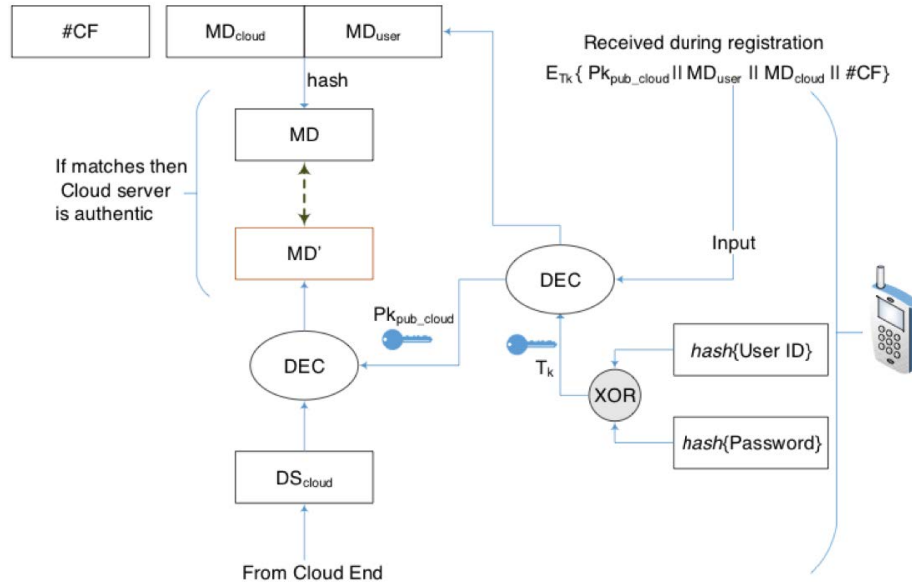 #CF
MDcloud
MDuser
Received during registration
ETk{ Pkpub_cloud || MDuser || MDcloud || #CF}
hash
MD
If matches then
Cloud server
is authentic
MD’
Input
DEC
Pkpub_cloud
DEC
Tk
hash{User ID}
XOR
hash{Password}
DScloud
From Cloud End